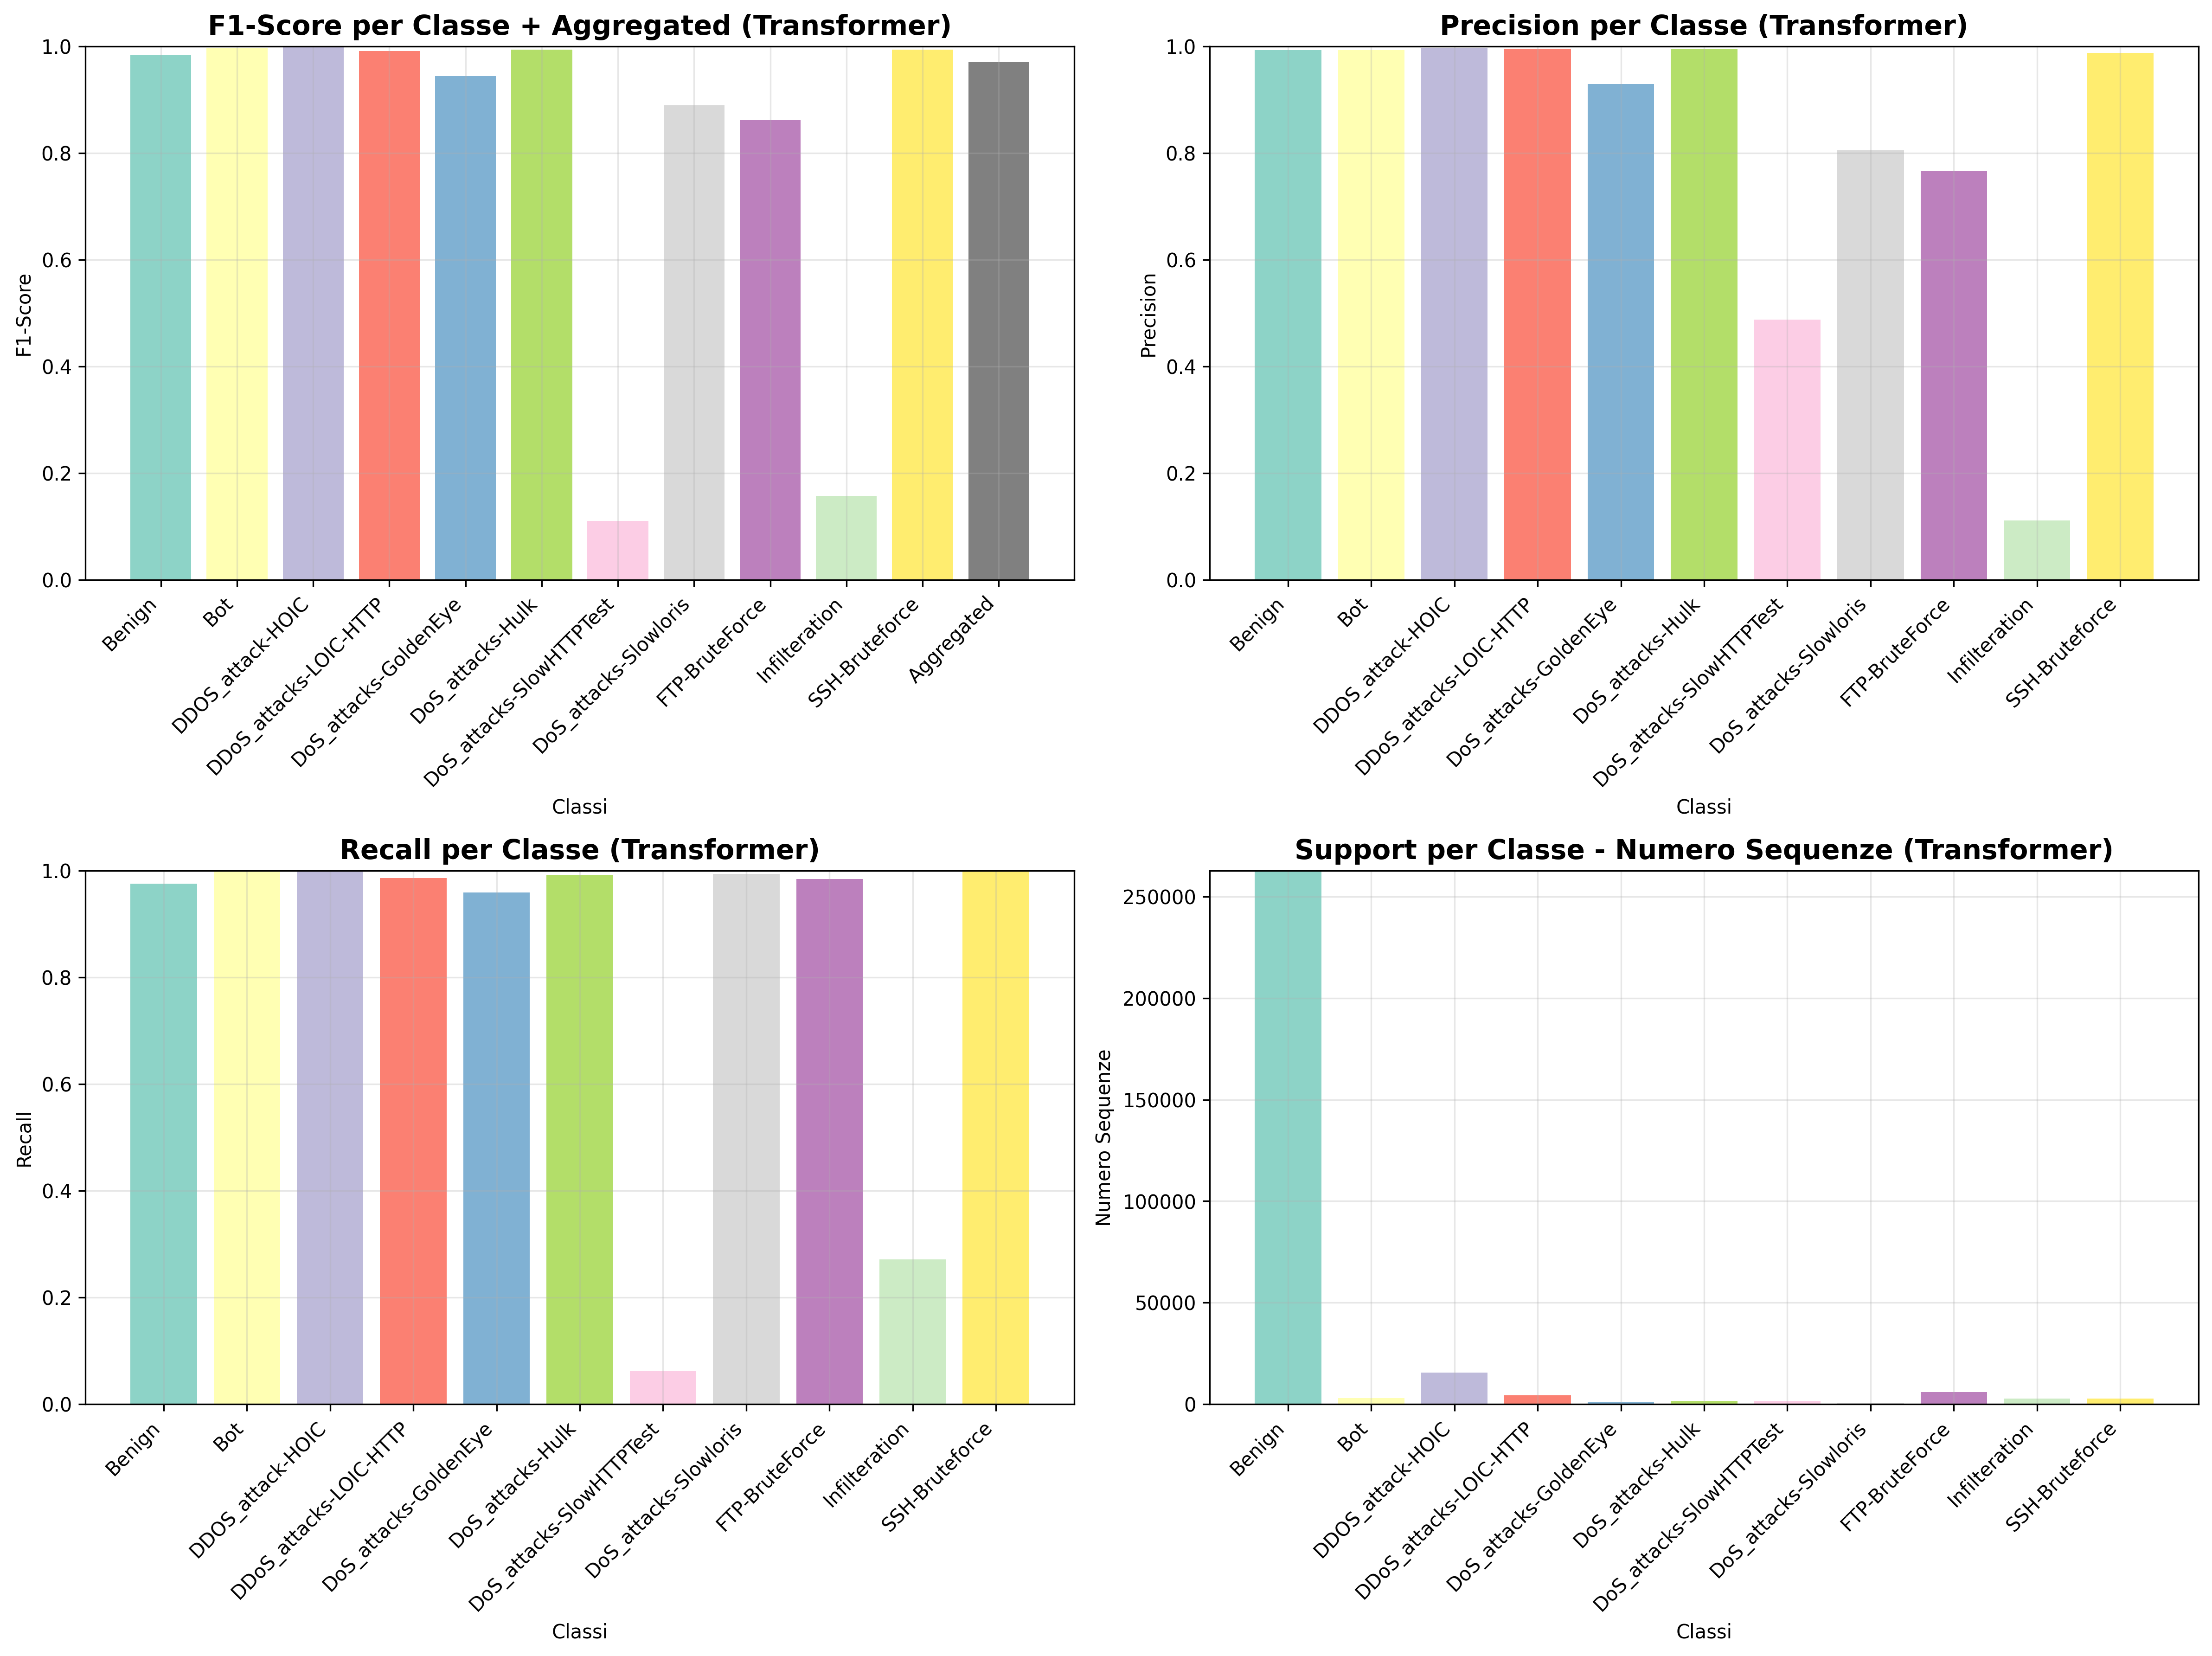 F1-Score per Classe + Aggregated (Transformer)
F1-Score
1.0
0.8
0.6
0.4
0.2
0.0
Benign
Bot
DDOS_attack-HOIC
DDoS_attacks-LOIC-HTTP
DoS_attacks-GoldenEye
DoS_attacks-Hulk
DoS_attacks-SlowHTTPTest
DoS_attacks-Slowloris
FTP-BruteForce
Infilteration
SSH-Bruteforce
Aggregated
Classi
Precision per Classe (Transformer)
Precision
1.0
0.8
0.6
0.4
0.2
0.0
Benign
Bot
DDOS_attack-HOIC
DDoS_attacks-LOIC-HTTP
DoS_attacks-GoldenEye
DoS_attacks-Hulk
DoS_attacks-SlowHTTPTest
DoS_attacks-Slowloris
FTP-BruteForce
Infilteration
SSH-Bruteforce
Classi
Recall per Classe (Transformer)
Recall
1.0
0.8
0.6
0.4
0.2
0.0
Benign
Bot
DDOS_attack-HOIC
DDoS_attacks-LOIC-HTTP
DoS_attacks-GoldenEye
DoS_attacks-Hulk
DoS_attacks-SlowHTTPTest
DoS_attacks-Slowloris
FTP-BruteForce
Infilteration
SSH-Bruteforce
Classi
Support per Classe - Numero Sequenze (Transformer)
Numero Sequenze
250000
200000
150000
100000
50000
0
Benign
Bot
DDOS_attack-HOIC
DDoS_attacks-LOIC-HTTP
DoS_attacks-GoldenEye
DoS_attacks-Hulk
DoS_attacks-SlowHTTPTest
DoS_attacks-Slowloris
FTP-BruteForce
Infilteration
SSH-Bruteforce
Classi